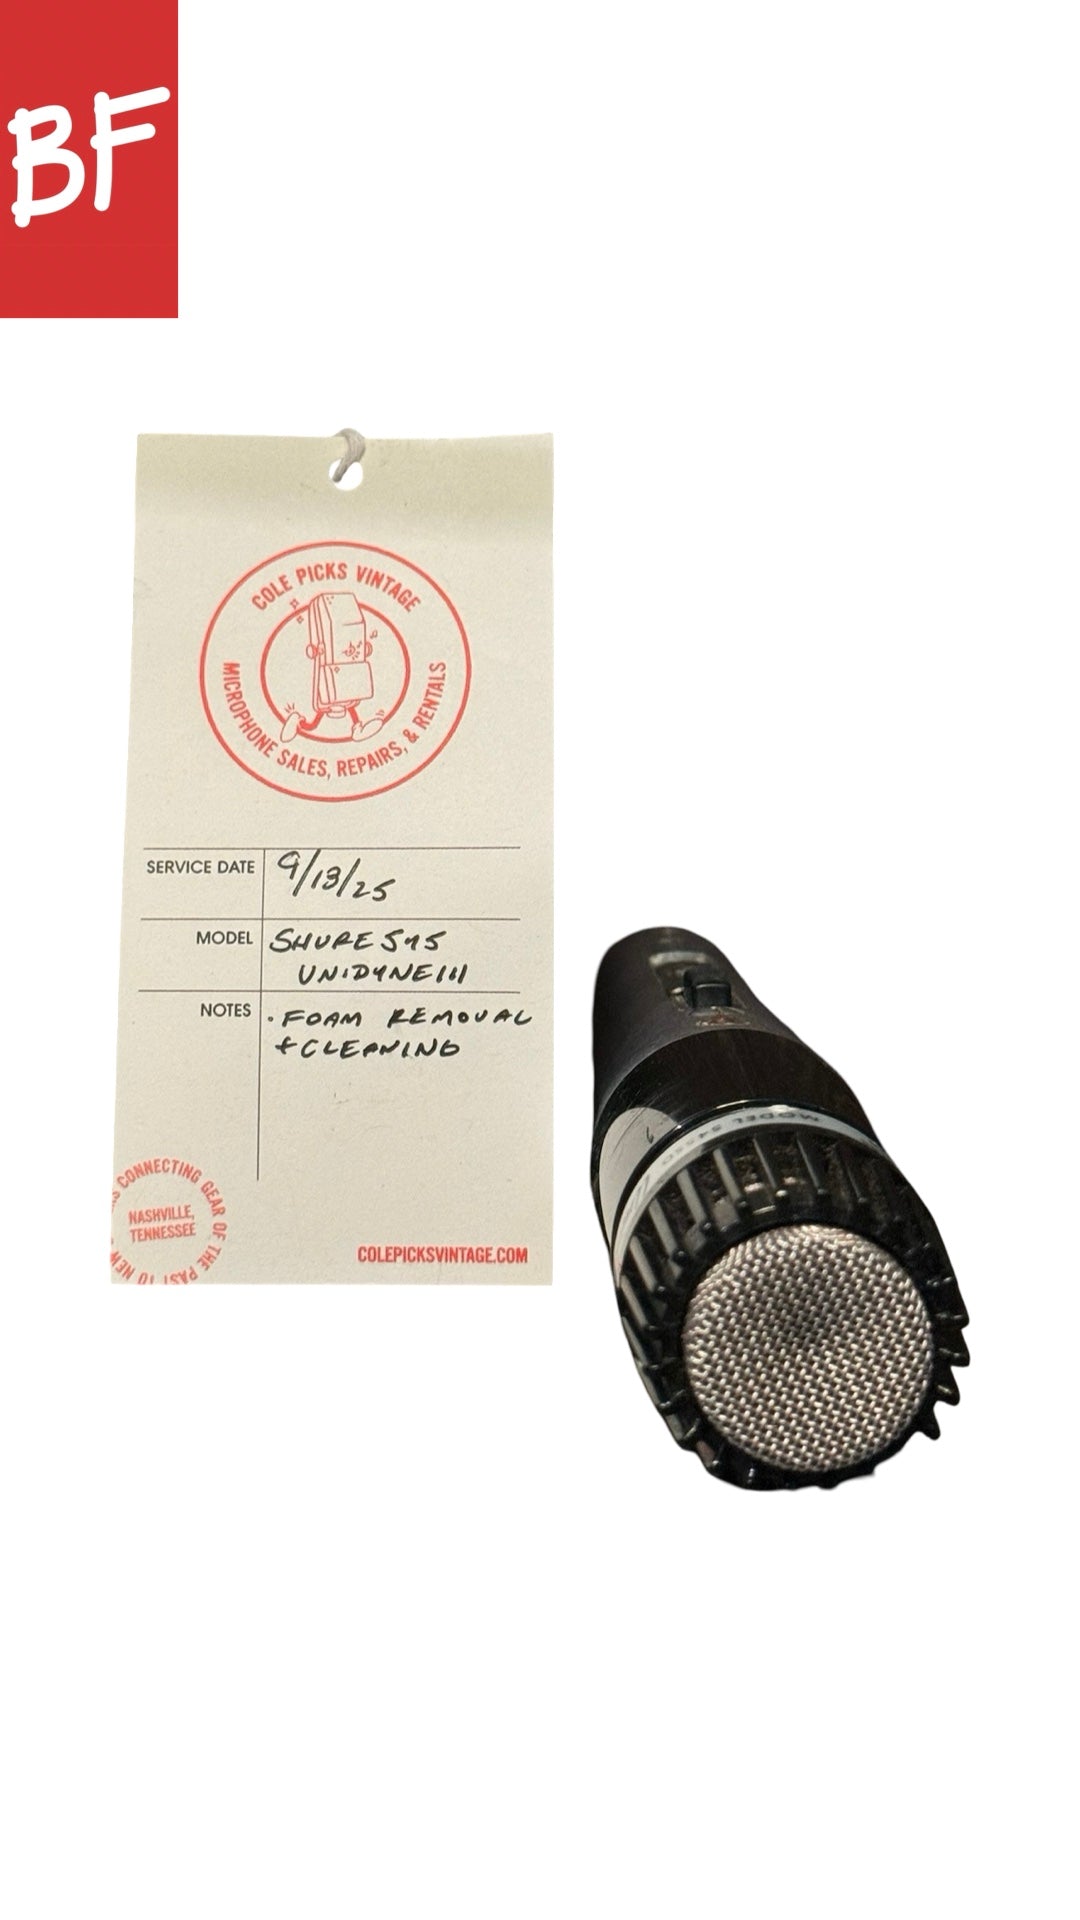 BF
COLE PICKS VINTAGE
MICROPHONE SALES, REPAIRS, & RENTALS
SERVICE DATE 9/13/25
MODEL SHURE 545
UNIDYNE III
NOTES · FOAM REMOVAL
+ CLEANING
CONNECTING GEAR OF THE PAST TO NEW
NASHVILLE,
TENNESSEE
COLEPICKSVINTAGE.COM
MODEL 545SD